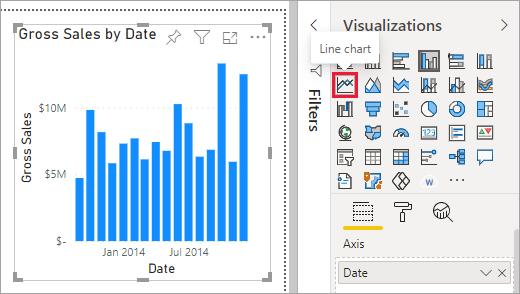 Gross Sales by Date
Gross Sales
$10M
$5M
$-
Jan 2014
Jul 2014
Date
Filters
Visualizations
Line chart
123
R
Py
W
Axis
Date